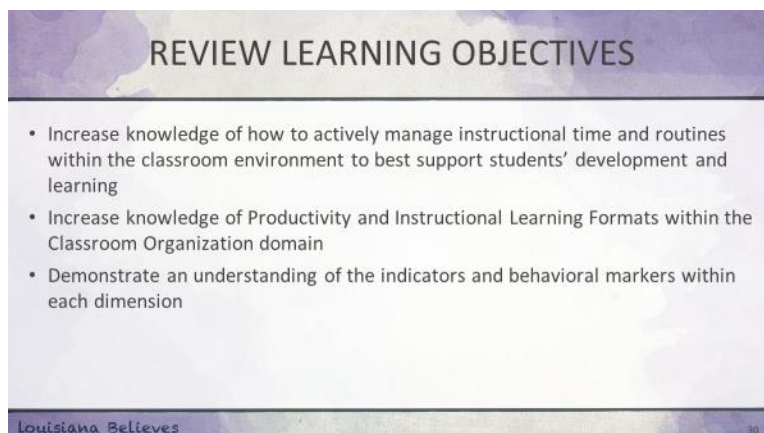 REVIEW LEARNING OBJECTIVES
• Increase knowledge of how to actively manage instructional time and routines
within the classroom environment to best support students’ development and
learning
• Increase knowledge of Productivity and Instructional Learning Formats within the
Classroom Organization domain
• Demonstrate an understanding of the indicators and behavioral markers within
each dimension
Louisiana Believes
30